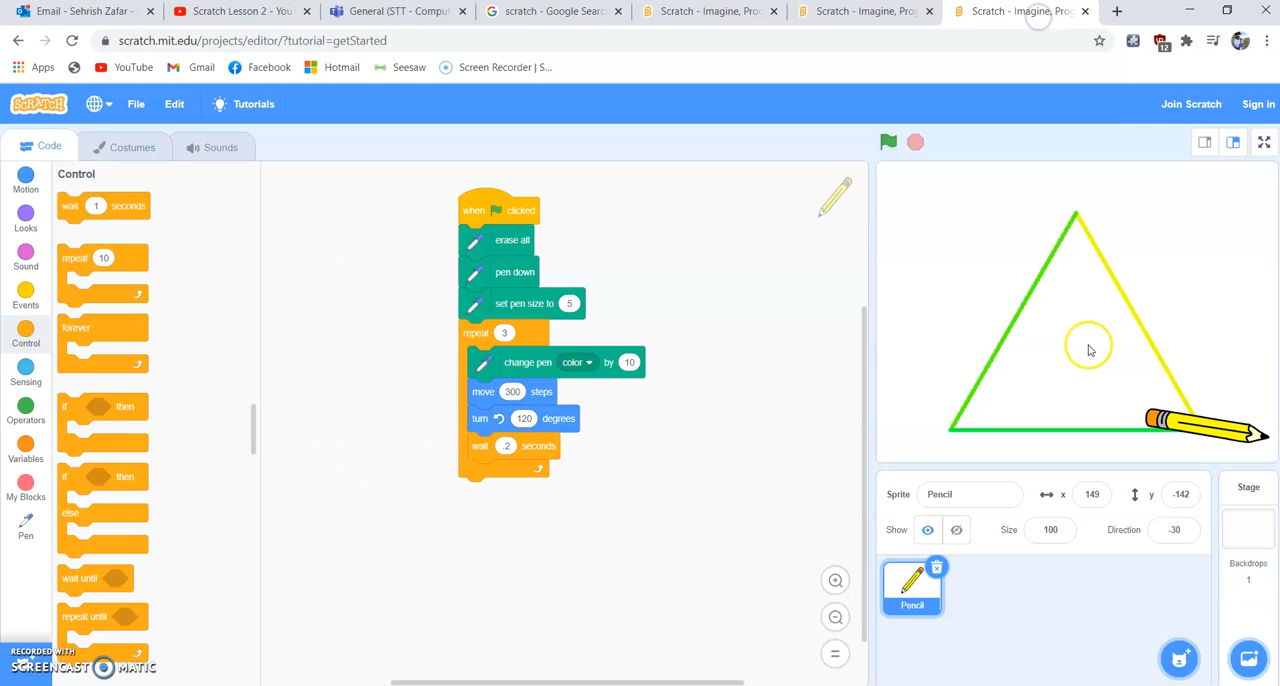 Email - Sehrish Zafar -
Scratch Lesson 2 - YouT
General (STT - Comput
scratch - Google Searc
Scratch - Imagine, Prog
Scratch - Imagine, Prog
Scratch - Imagine, Prog
scratch.mit.edu/projects/editor/?tutorial=getStarted
12
Apps
YouTube
Gmail
Facebook
Hotmail
Seesaw
Screen Recorder | S...
SCRATCH
File
Edit
Tutorials
Join Scratch
Sign in
Code
Costumes
Sounds
Motion
Looks
Sound
Events
Control
Sensing
Operators
Variables
My Blocks
Pen
Control
wait 1 seconds
repeat 10
forever
if then
if then
else
wait until
repeat until
when clicked
erase all
pen down
set pen size to 5
repeat 3
change pen color by 10
move 300 steps
turn 120 degrees
wait .2 seconds
Sprite Pencil x 149 y -142
Show Size 100 Direction -30
Pencil
Stage
Backdrops
1
RECORDED WITH
SCREENCAST MATIC